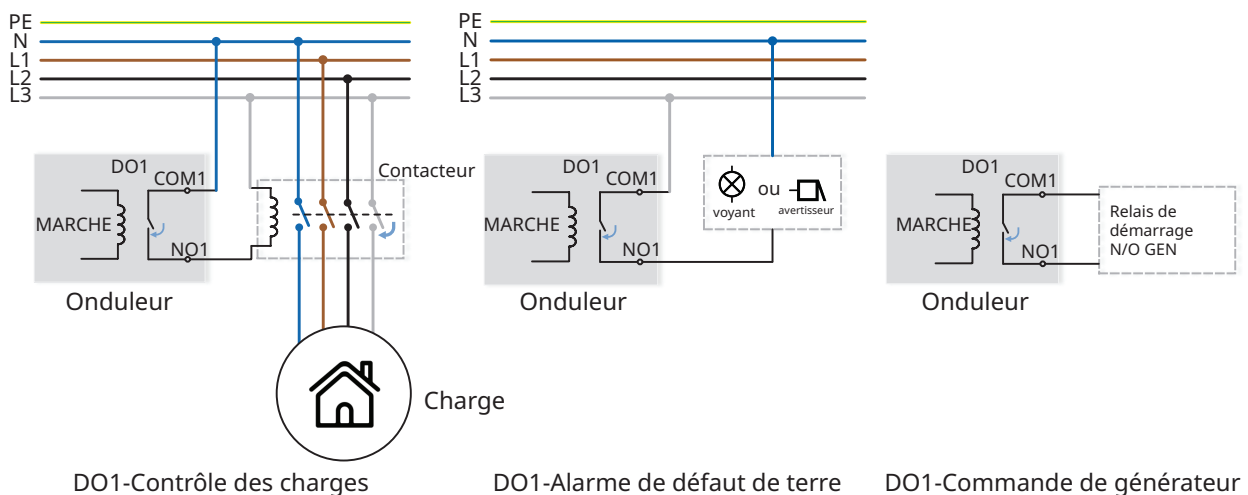 PE
N
L1
L2
L3
DO1
COM1
MARCHE
NO1
Onduleur
Contacteur
Charge
DO1-Contrôle des charges
PE
N
L1
L2
L3
DO1
COM1
MARCHE
NO1
Onduleur
ou
voyant
avertisseur
DO1-Alarme de défaut de terre
DO1
COM1
MARCHE
NO1
Onduleur
Relais de
démarrage
N/O GEN
DO1-Commande de générateur